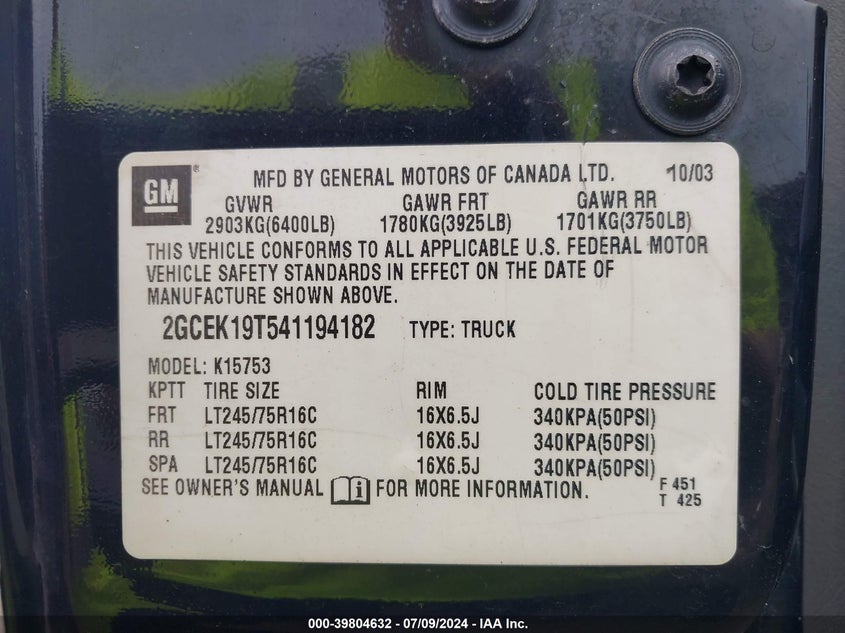 GM ® MFD BY GENERAL MOTORS OF CANADA LTD. 10/03
GVWR GAWR FRT GAWR RR
2903KG(6400LB) 1780KG(3925LB) 1701KG(3750LB)
THIS VEHICLE CONFORMS TO ALL APPLICABLE U.S. FEDERAL MOTOR
VEHICLE SAFETY STANDARDS IN EFFECT ON THE DATE OF
MANUFACTURE SHOWN ABOVE.
2GCEK19T541194182 TYPE: TRUCK
MODEL: K15753
KPTT TIRE SIZE RIM COLD TIRE PRESSURE
FRT LT245/75R16C 16X6.5J 340KPA(50PSI)
RR LT245/75R16C 16X6.5J 340KPA(50PSI)
SPA LT245/75R16C 16X6.5J 340KPA(50PSI)
SEE OWNER'S MANUAL i FOR MORE INFORMATION. F 451
T 425
000-39804632 - 07/09/2024 - IAA Inc.